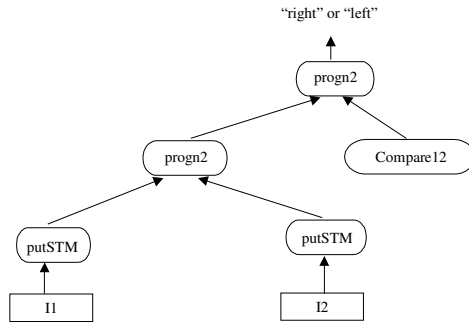 “right” or “left”
progn2
progn2
Compare12
putSTM
putSTM
I1
I2